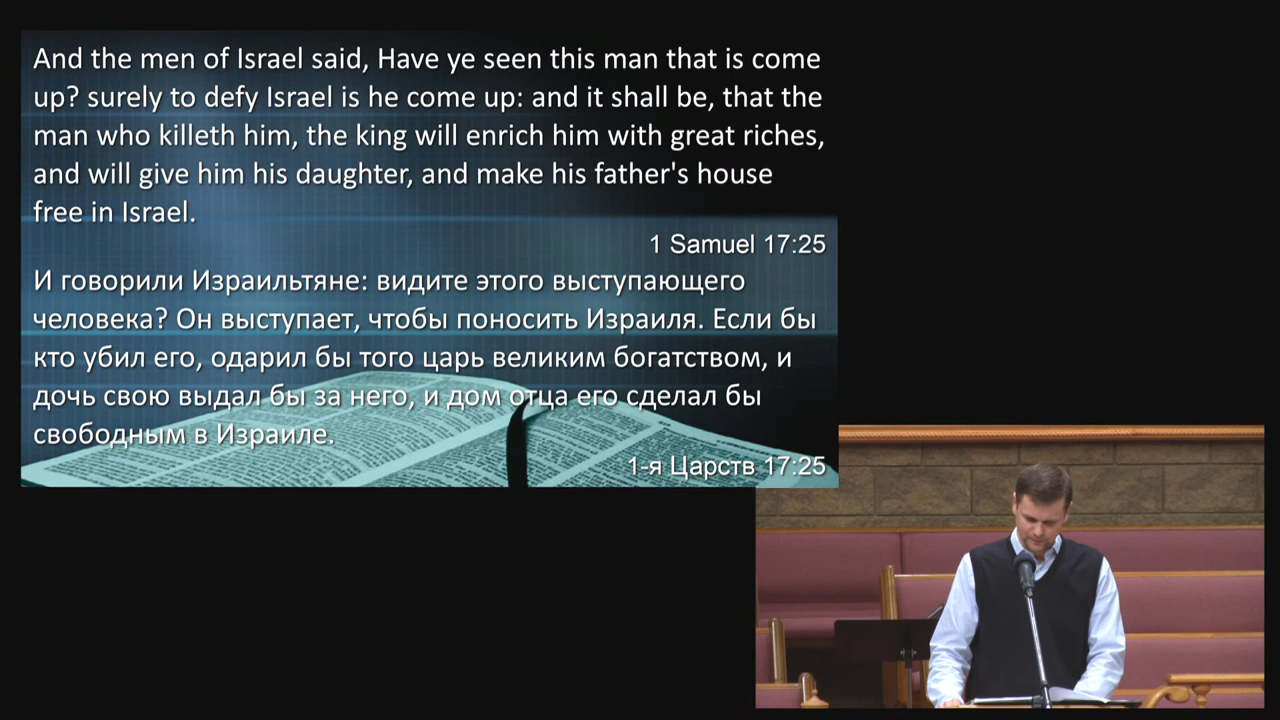 And the men of Israel said, Have ye seen this man that is come
up? surely to defy Israel is he come up: and it shall be, that the
man who killeth him, the king will enrich him with great riches,
and will give him his daughter, and make his father's house
free in Israel.
1 Samuel 17:25
И говорили Израильтяне: видите этого выступающего
человека? Он выступает, чтобы поносить Израиля. Если бы
кто убил его, одарил бы того царь великим богатством, и
дочь свою выдал бы за него, и дом отца его сделал бы
свободным в Израиле.
1-я Царств 17:25